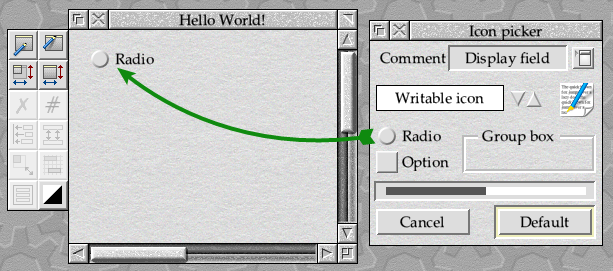 Hello World!
Radio
Icon picker
Comment
Display field
Writable icon
Radio
Group box
Option
Cancel
Default
#